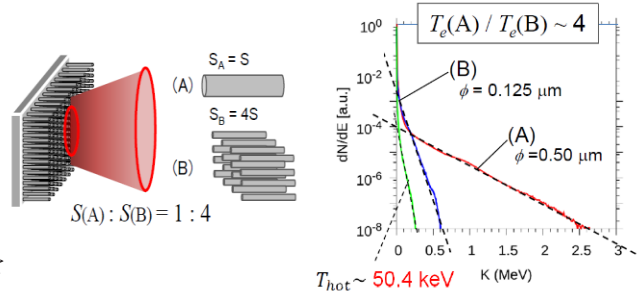 S_A = S
(A)
S_B = 4S
(B)
S(A) : S(B) = 1 : 4
T_e(A) / T_e(B) ~ 4
10^0
10^-2
10^-4
10^-6
10^-8
dN/dE [a.u.]
(B)
ϕ = 0.125 μm
(A)
ϕ = 0.50 μm
0 0.5 1 1.5 2 2.5 3
K (MeV)
T_hot ~ 50.4 keV